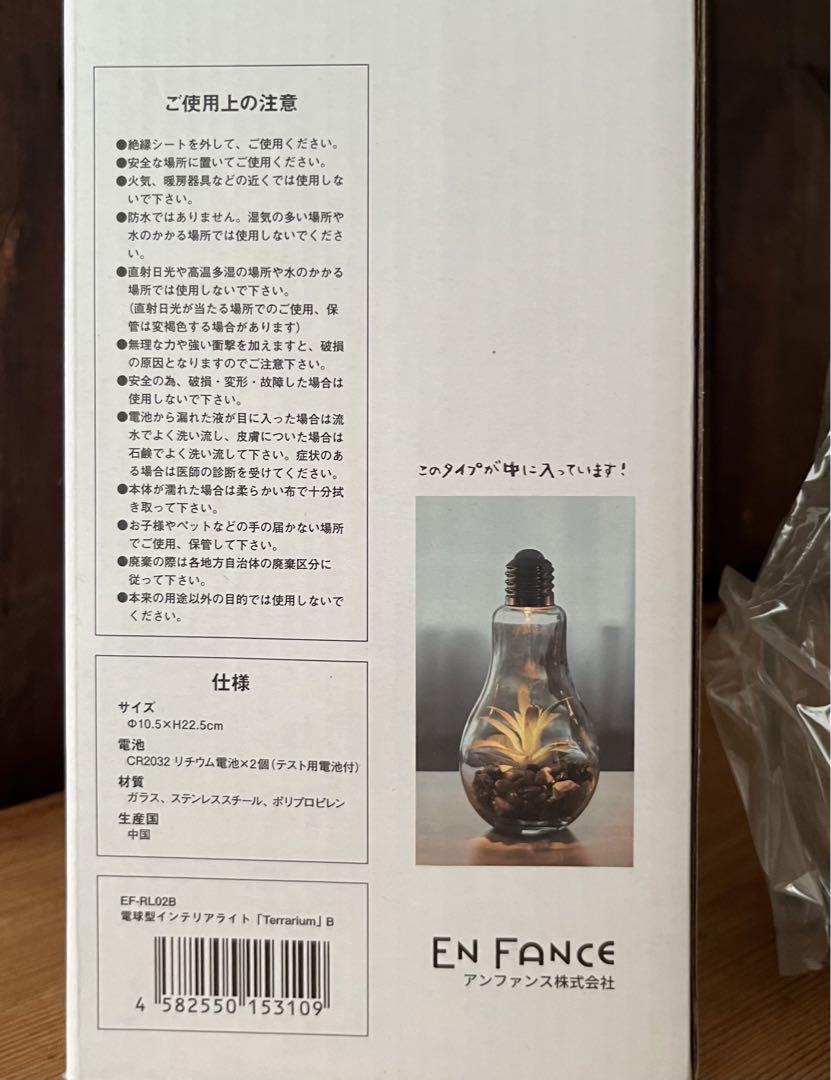 ご使用上の注意
●絶縁シートを外して、ご使用ください。
●安全な場所に置いてご使用ください。
●火気、暖房器具などの近くでは使用しな
いで下さい。
●防水ではありません。湿気の多い場所や
水のかかる場所では使用しないでくださ
い。
●直射日光や高温多湿の場所や水のかかる
場所では使用しないで下さい。
(直射日光が当たる場所でのご使用、保
管は変褐色する場合があります)
●無理な力や強い衝撃を加えますと、破損
の原因となりますのでご注意下さい。
●安全の為、破損・変形・故障した場合は
使用しないで下さい。
●電池から漏れた液が目に入った場合は流
水でよく洗い流し、皮膚についた場合は
石鹸でよく洗い流して下さい。症状のあ
る場合は医師の診断を受けてください。
●本体が濡れた場合は柔らかい布で十分拭
き取って下さい。
●お子様やペットなどの手の届かない場所
でご使用、保管して下さい。
●廃棄の際は各地方自治体の廃棄区分に
従って下さい。
●本来の用途以外の目的では使用しないで
ください。
仕様
サイズ
Φ10.5×H22.5cm
電池
CR2032 リチウム電池×2個(テスト用電池付)
材質
ガラス、ステンレススチール、ポリプロピレン
生産国
中国
EF-RL02B
電球型インテリアライト「Terrarium」B
4 582550 153109
このタイプが中に入っています!
EN FANCE
アンファンス株式会社